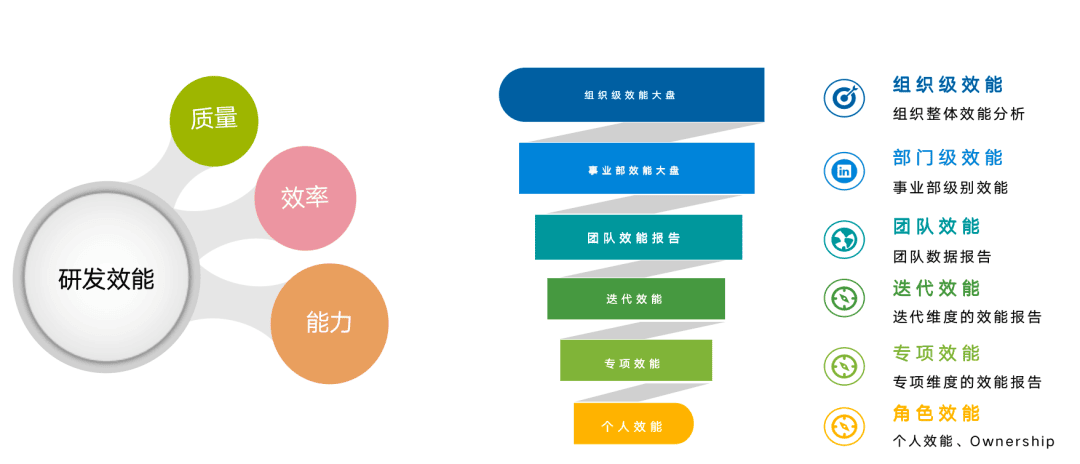 质量
效率
研发效能
能力
组织级效能大盘
事业部效能大盘
团队效能报告
迭代效能
专项效能
个人效能
组织级效能
组织整体效能分析
部门级效能
in
事业部级别效能
团队效能
团队数据报告
迭代效能
迭代维度的效能报告
专项效能
专项维度的效能报告
角色效能
个人效能、Ownership